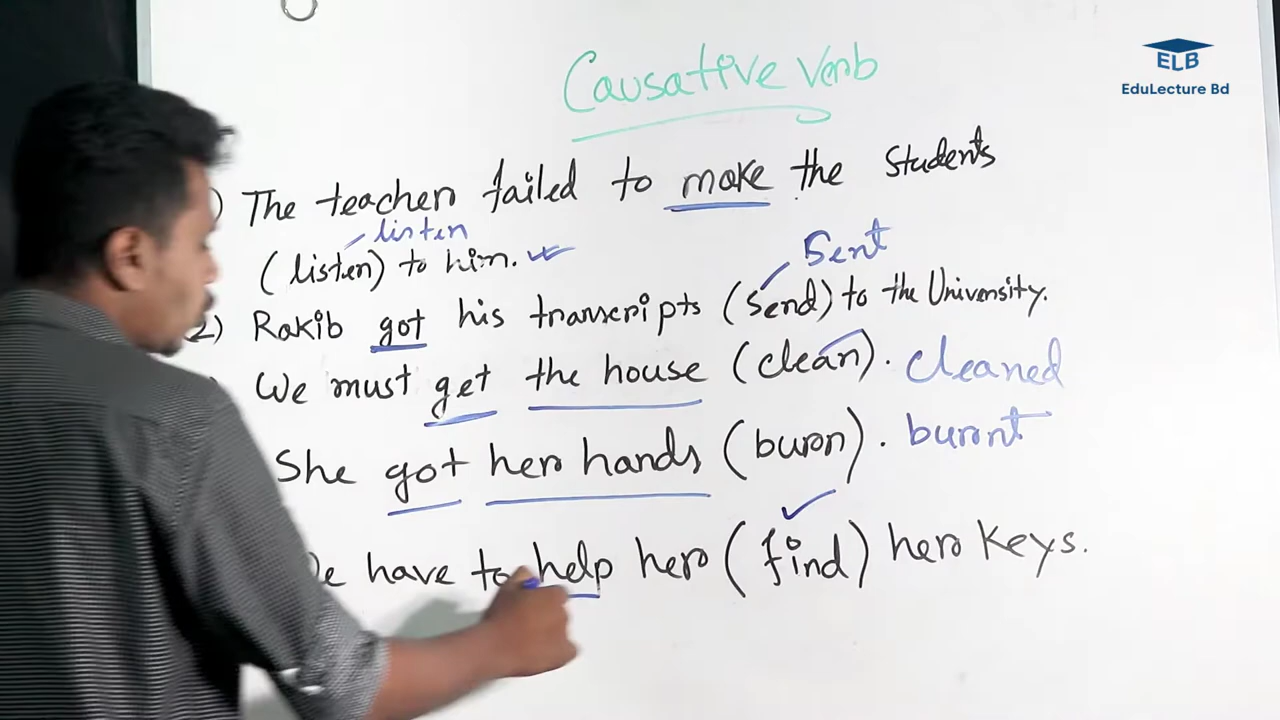 ELB
EduLecture Bd
Causative verb
) The teacher failed to make the students
listen
(listen) to him.
Sent
2) Rakib got his transcripts (Send) to the University.
We must get the house (clean). cleaned
She got her hands (burn). burnt
e have to help her (find) her keys.